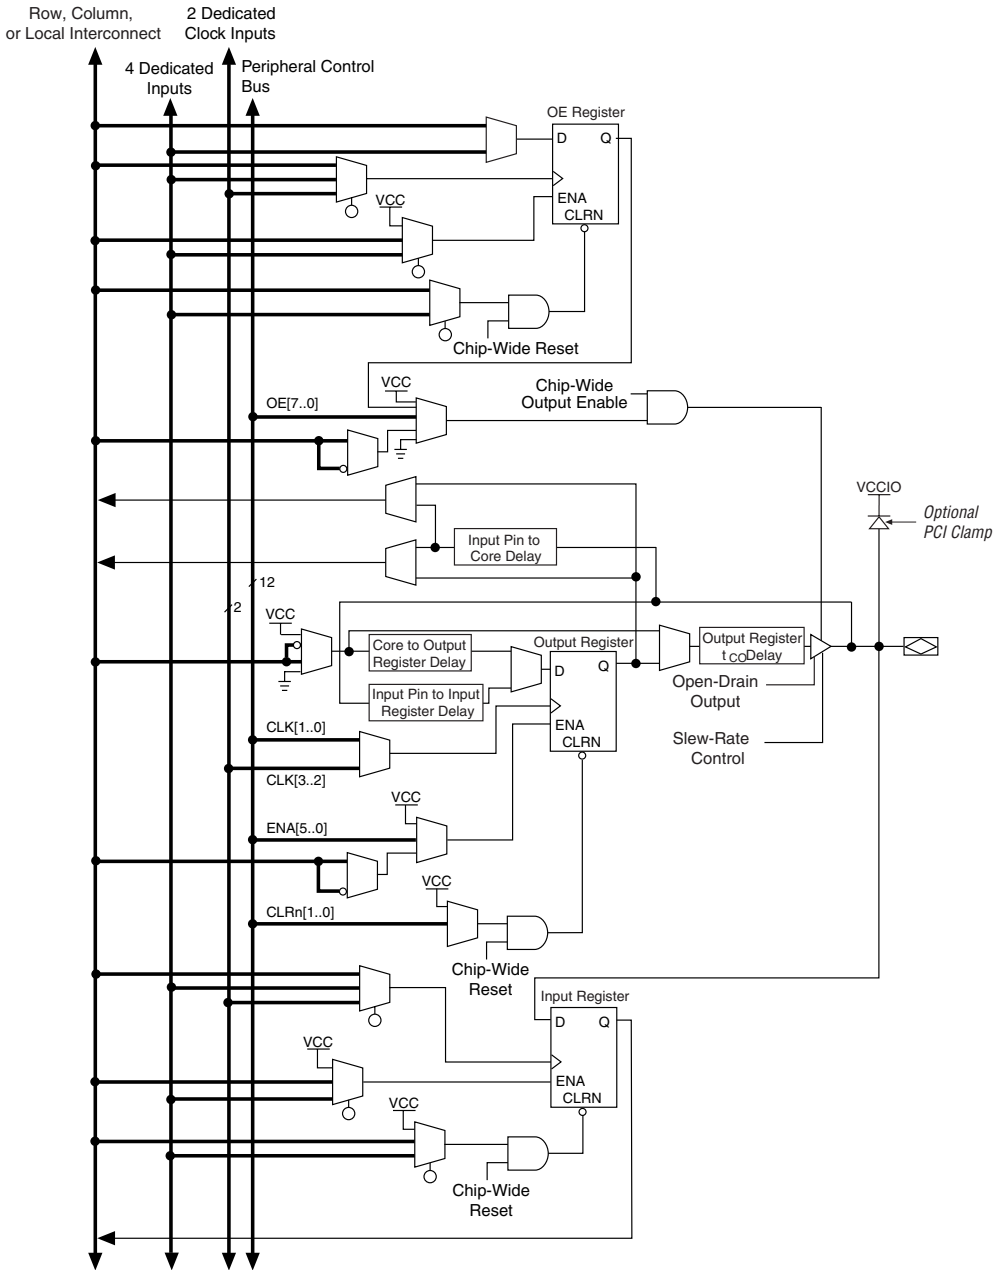 Row, Column,
or Local Interconnect
2 Dedicated
Clock Inputs
4 Dedicated
Inputs
Peripheral Control
Bus
OE Register
D
Q
ENA
CLRN
VCC
Chip-Wide Reset
VCC
OE[7..0]
Chip-Wide
Output Enable
VCCIO
Optional
PCI Clamp
Input Pin to
Core Delay
12
2
VCC
Core to Output
Register Delay
Input Pin to Input
Register Delay
Output Register
D
Q
ENA
CLRN
Output Register
tCODelay
Open-Drain
Output
Slew-Rate
Control
CLK[1..0]
CLK[3..2]
VCC
ENA[5..0]
VCC
CLRn[1..0]
Chip-Wide
Reset
Input Register
D
Q
ENA
CLRN
VCC
VCC
Chip-Wide
Reset